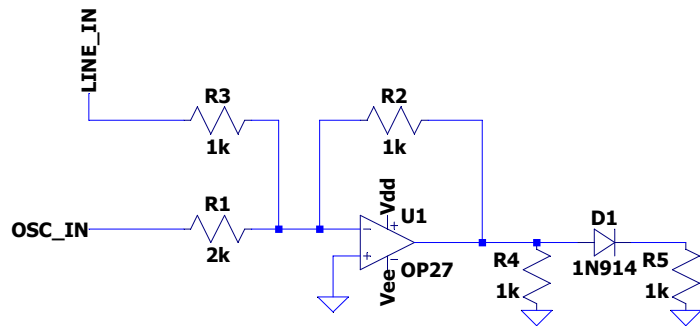 LINE_IN
R3
1k
R2
1k
OSC_IN
R1
2k
Vdd
U1
- +
+ -
Vee
OP27
R4
1k
D1
1N914
R5
1k